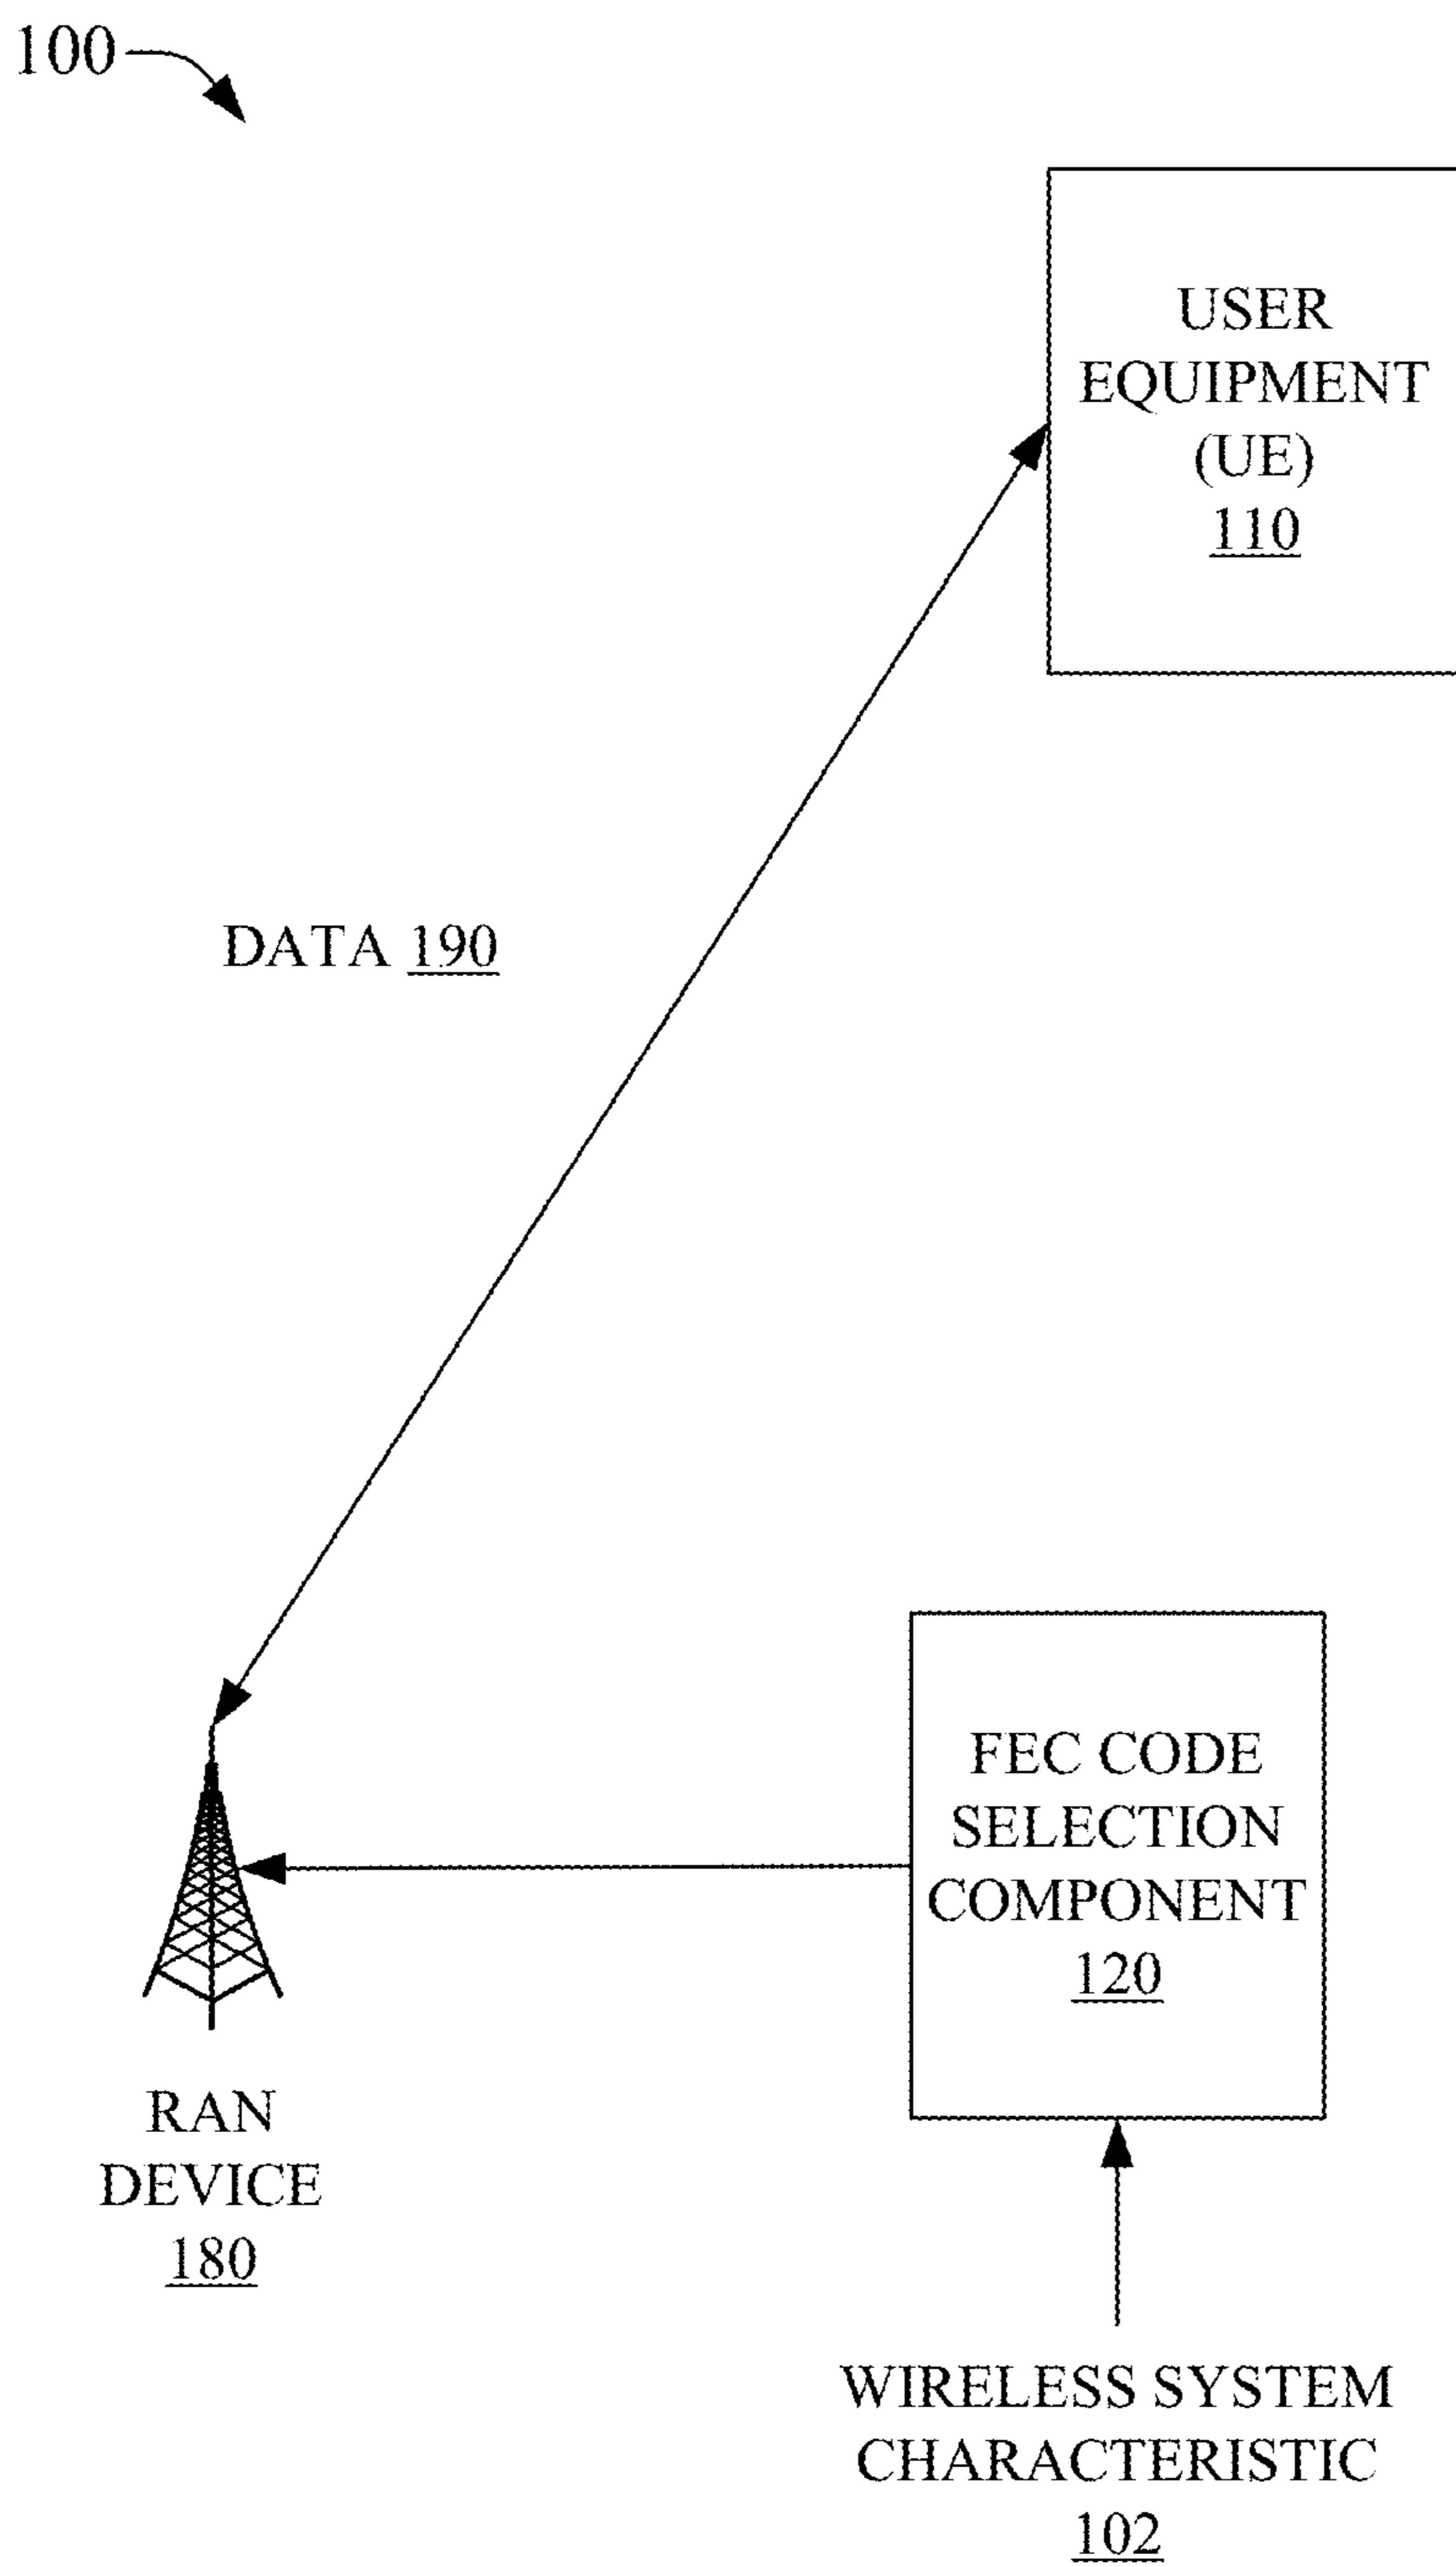 100
USER
EQUIPMENT
(UE)
110
DATA 190
FEC CODE
SELECTION
COMPONENT
120
RAN
DEVICE
180
WIRELESS SYSTEM
CHARACTERISTIC
102